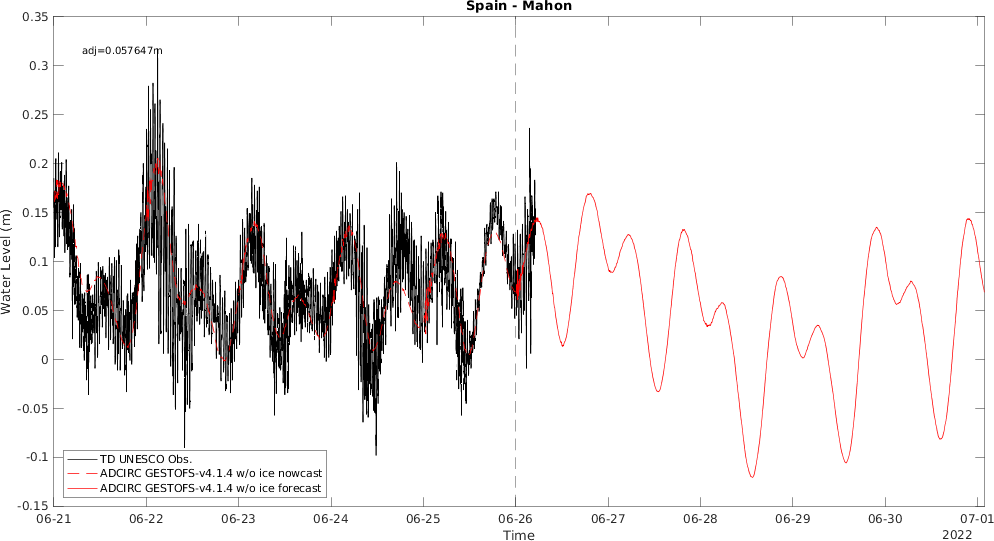 Spain - Mahon
adj=0.057647m
Water Level (m)
0.35
0.3
0.25
0.2
0.15
0.1
0.05
0
-0.05
-0.1
-0.15
TD UNESCO Obs.
ADCIRC GESTOFS-v4.1.4 w/o ice nowcast
ADCIRC GESTOFS-v4.1.4 w/o ice forecast
06-21 06-22 06-23 06-24 06-25 06-26 06-27 06-28 06-29 06-30 07-01
Time
2022